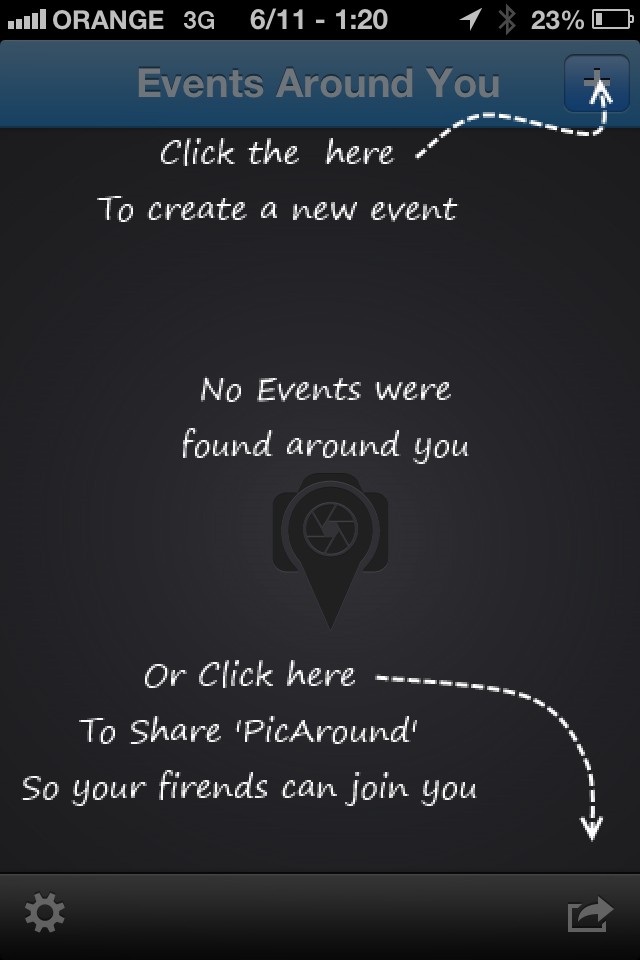 ORANGE 3G 6/11 - 1:20 23%
Events Around You
Click the here
To create a new event
No Events were
found around you
Or Click here
To Share 'PicAround'
So your firends can join you